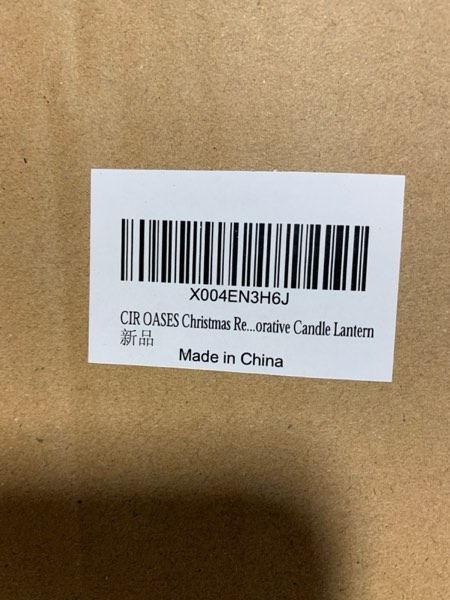 X004EN3H6J
CIR OASES Christmas Re...orative Candle Lantern
新品
Made in China